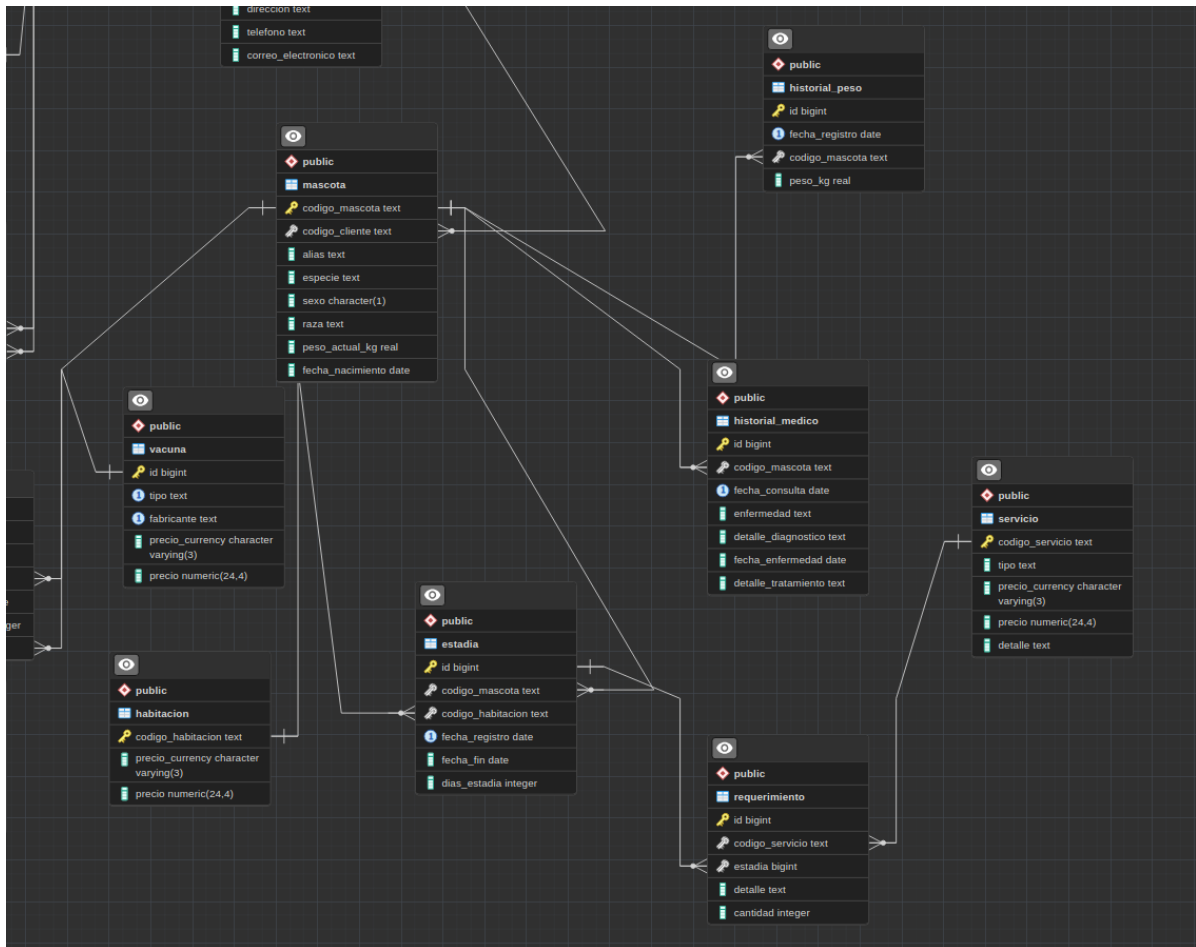 direccion text
telefono text
correo_electronico text
public
historial_peso
id bigint
fecha_registro date
codigo_mascota text
peso_kg real
public
mascota
codigo_mascota text
codigo_cliente text
alias text
especie text
sexo character(1)
raza text
peso_actual_kg real
fecha_nacimiento date
public
vacuna
id bigint
tipo text
fabricante text
precio_currency character
varying(3)
precio numeric(24,4)
public
historial_medico
id bigint
codigo_mascota text
fecha_consulta date
enfermedad text
detalle_diagnostico text
fecha_enfermedad date
detalle_tratamiento text
public
servicio
codigo_servicio text
tipo text
precio_currency character
varying(3)
precio numeric(24,4)
detalle text
e
ger
public
estadia
id bigint
codigo_mascota text
codigo_habitacion text
fecha_registro date
fecha_fin date
dias_estadia integer
public
habitacion
codigo_habitacion text
precio_currency character
varying(3)
precio numeric(24,4)
public
requerimiento
id bigint
codigo_servicio text
estadia bigint
detalle text
cantidad integer